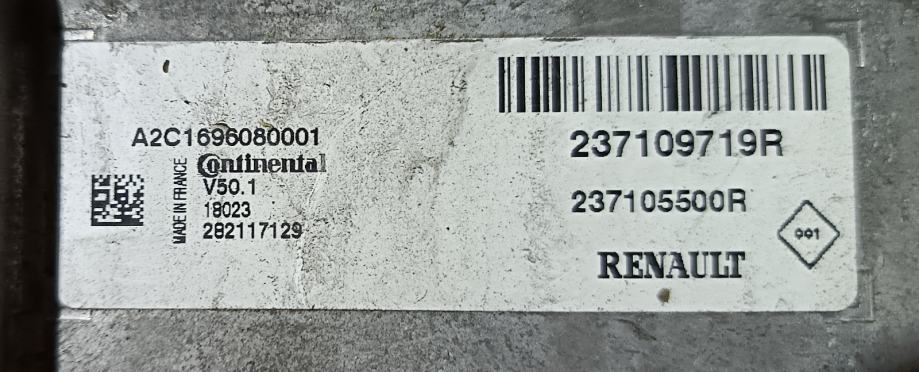 A2C1696080001
Continental
MADE IN FRANCE
V50.1
18023
282117129
237109719R
237105500R
001
RENAULT